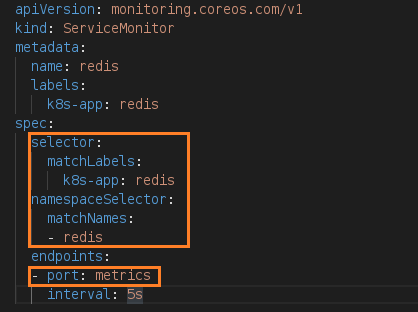 apiVersion: monitoring.coreos.com/v1
kind: ServiceMonitor
metadata:
  name: redis
  labels:
    k8s-app: redis
spec:
  selector:
    matchLabels:
      k8s-app: redis
  namespaceSelector:
    matchNames:
    - redis
  endpoints:
  - port: metrics
    interval: 5s